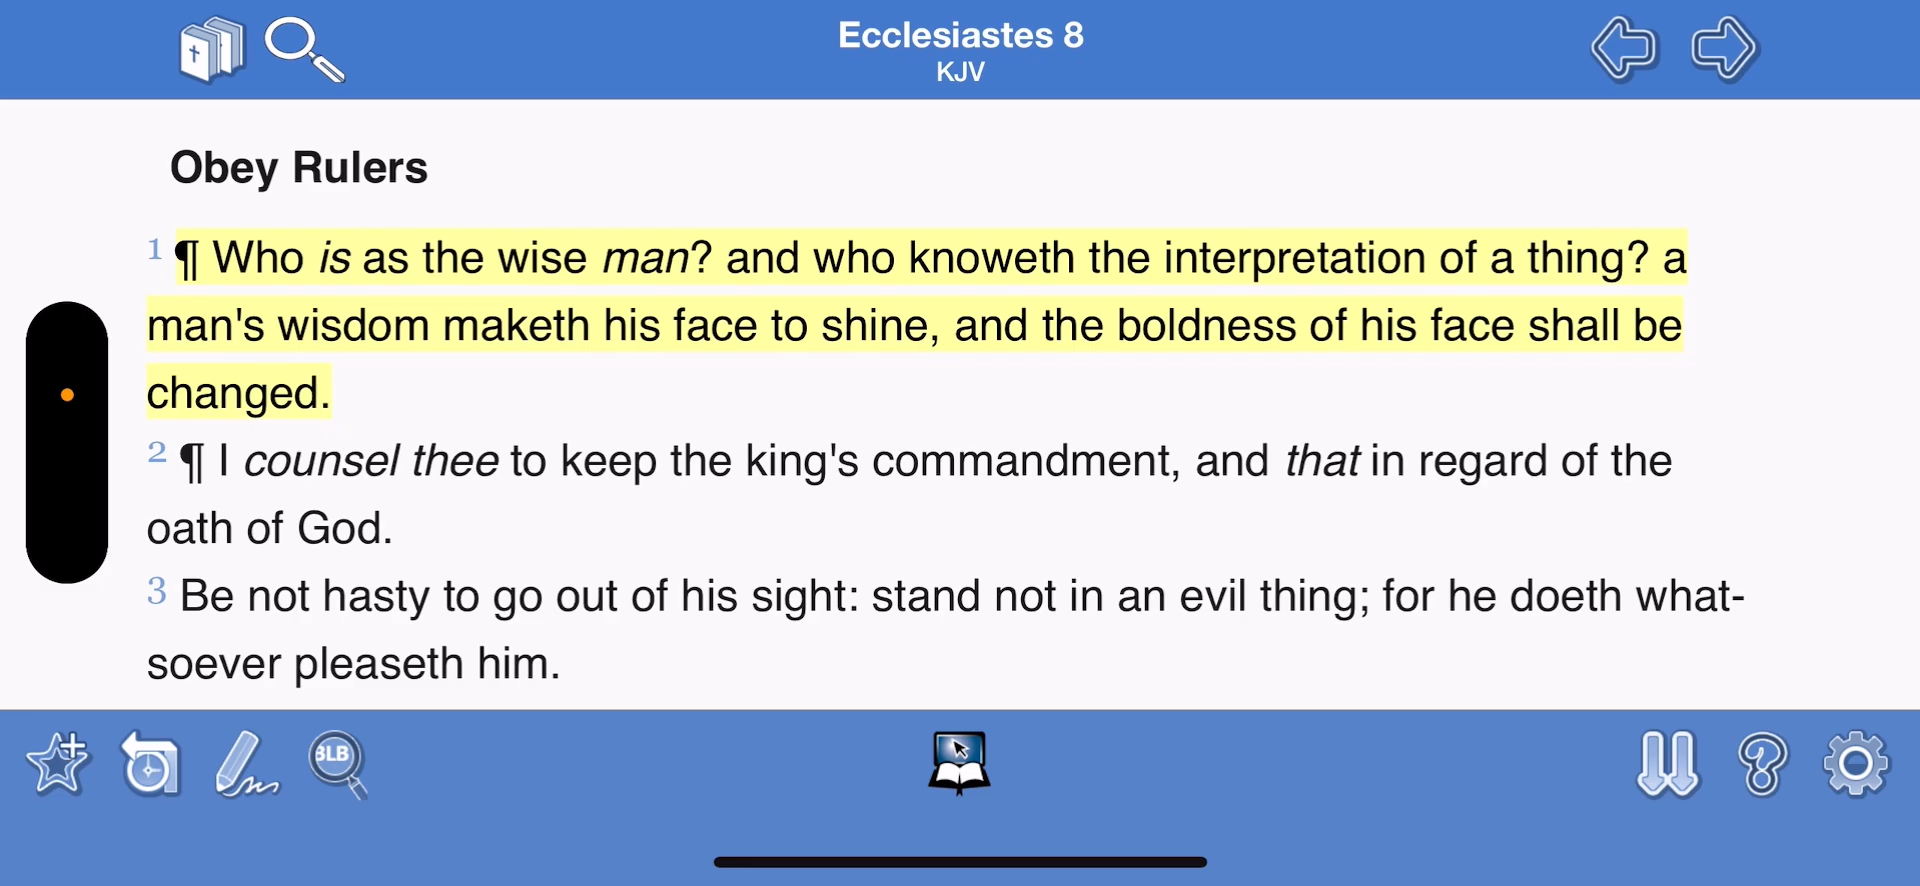 Ecclesiastes 8
KJV
Obey Rulers
1 ¶ Who is as the wise man? and who knoweth the interpretation of a thing? a
man's wisdom maketh his face to shine, and the boldness of his face shall be
changed.
2 ¶ I counsel thee to keep the king's commandment, and that in regard of the
oath of God.
3 Be not hasty to go out of his sight: stand not in an evil thing; for he doeth what-
soever pleaseth him.
BLB